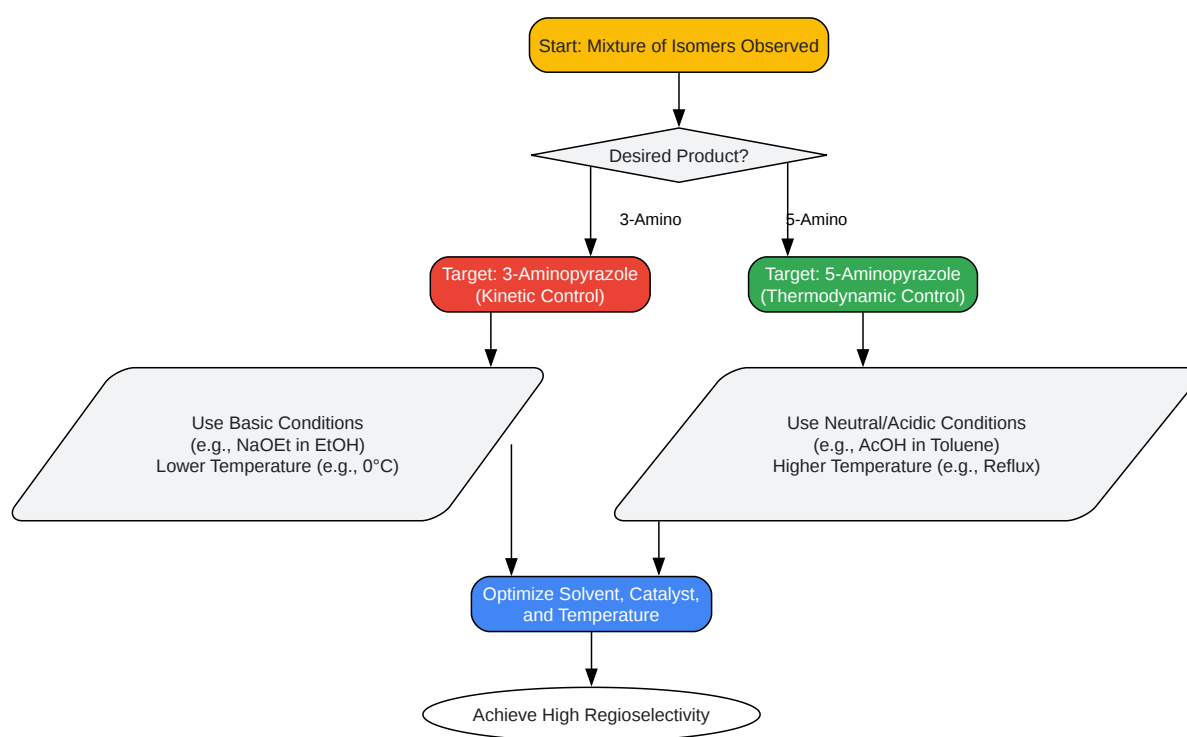 Start: Mixture of Isomers Observed
Desired Product?
3-Amino
5-Amino
Target: 3-Aminopyrazole
(Kinetic Control)
Target: 5-Aminopyrazole
(Thermodynamic Control)
Use Basic Conditions
(e.g., NaOEt in EtOH)
Lower Temperature (e.g., 0°C)
Use Neutral/Acidic Conditions
(e.g., AcOH in Toluene)
Higher Temperature (e.g., Reflux)
Optimize Solvent, Catalyst,
and Temperature
Achieve High Regioselectivity